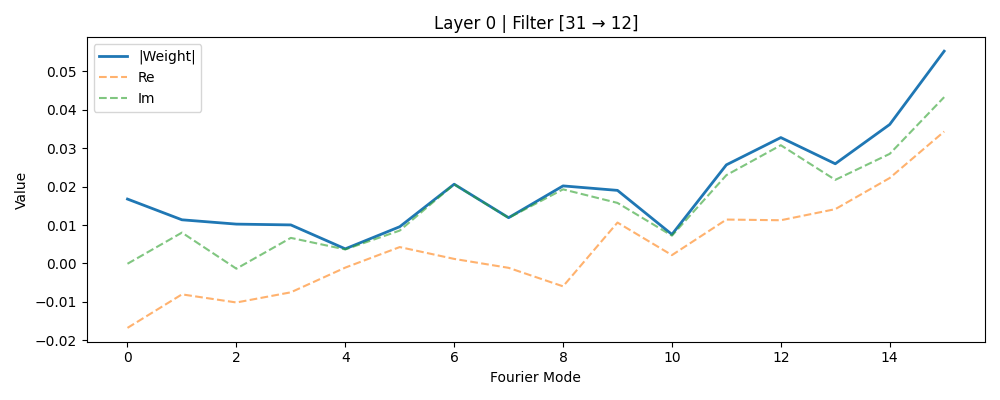 Layer 0 | Filter [31 → 12]
|Weight|
Re
Im
Value
0.05
0.04
0.03
0.02
0.01
0.00
−0.01
−0.02
0 2 4 6 8 10 12 14
Fourier Mode